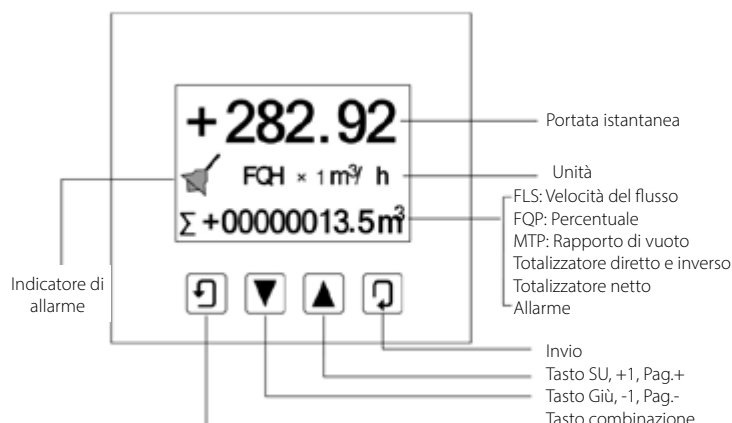 +282.92
FQH × 1 m³/ h
Σ +00000013.5m³
Portata istantanea
Unità
FLS: Velocità del flusso
FQP: Percentuale
MTP: Rapporto di vuoto
Totalizzatore diretto e inverso
Totalizzatore netto
Allarme
Indicatore di
allarme
Invio
Tasto SU, +1, Pag.+
Tasto Giù, -1, Pag.-
Tasto combinazione